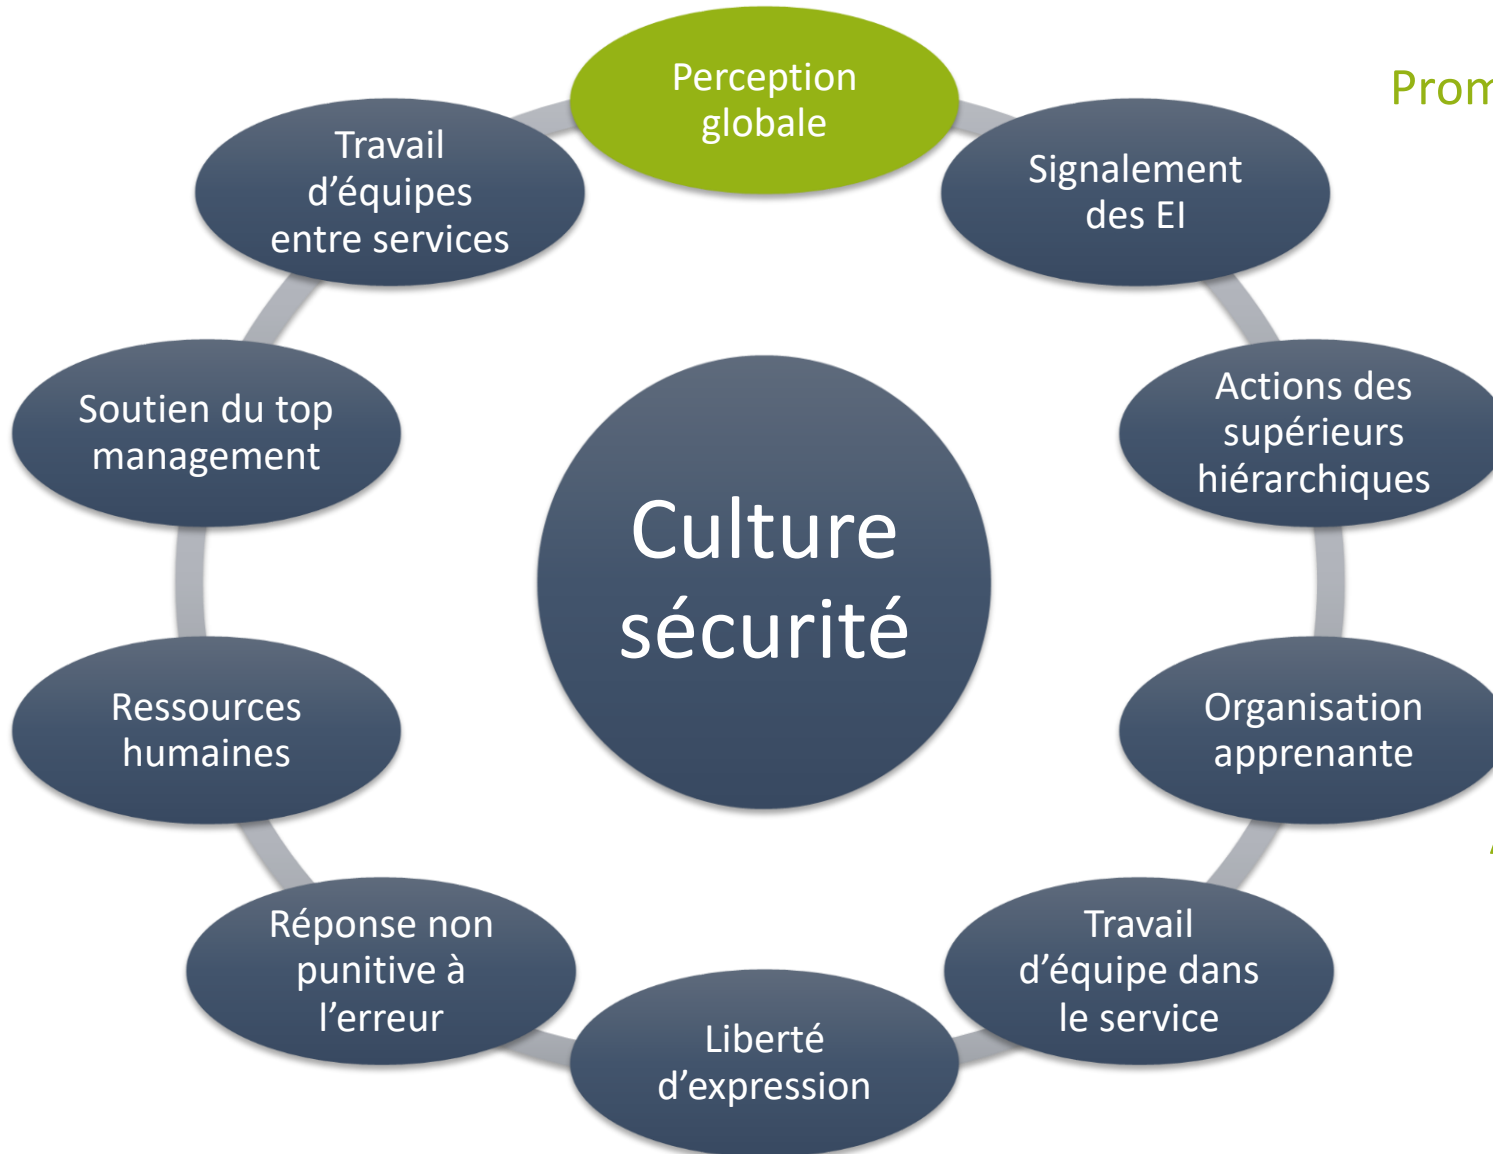 Perception
globale
Prom
Signalement
des EI
Actions des
supérieurs
hiérarchiques
Organisation
apprenante
Travail
d’équipe dans
le service
Liberté
d’expression
Réponse non
punitive à
l’erreur
Ressources
humaines
Soutien du top
management
Travail
d’équipes
entre services
Culture
sécurité